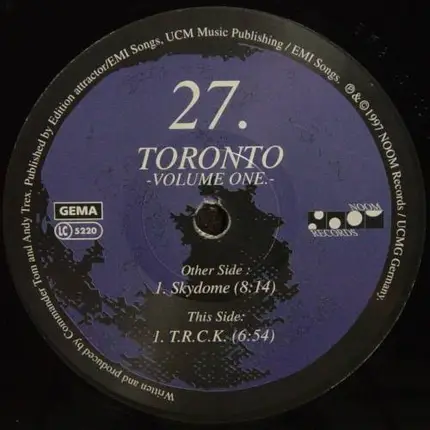 Written and produced by Commander Tom and Andy Trex. Published by Edition attractor/EMI Songs, UCM Music Publishing / EMI Songs.
℗&©1997 NOOM Records / UCMG Germany.
27.
TORONTO
-VOLUME ONE.-
GEMA
LC 5220
NOOM
RECORDS
Other Side :
1. Skydome (8:14)
This Side:
1. T.R.C.K. (6:54)